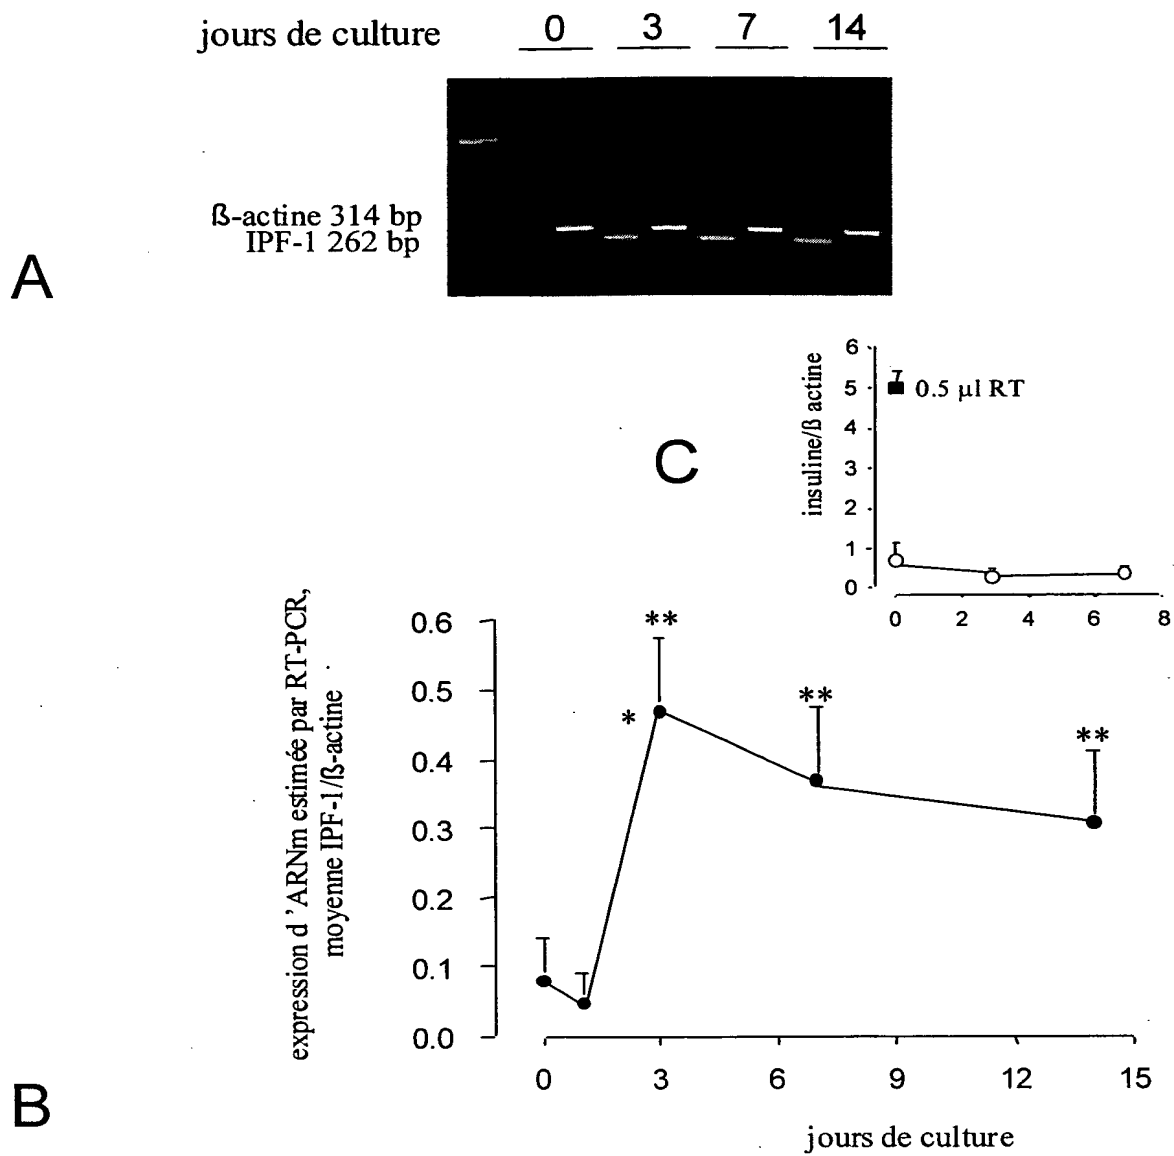 jours de culture 0 3 7 14
ß-actine 314 bp
IPF-1 262 bp
A
6
5
4
3
2
1
0
insuline/ß actine
0.5 µl RT
C
0 2 4 6 8
0.6
0.5
0.4
0.3
0.2
0.1
0.0
expression d 'ARNm estimée par RT-PCR,
moyenne IPF-1/ß-actine
**
*
**
**
0 3 6 9 12 15
B
jours de culture